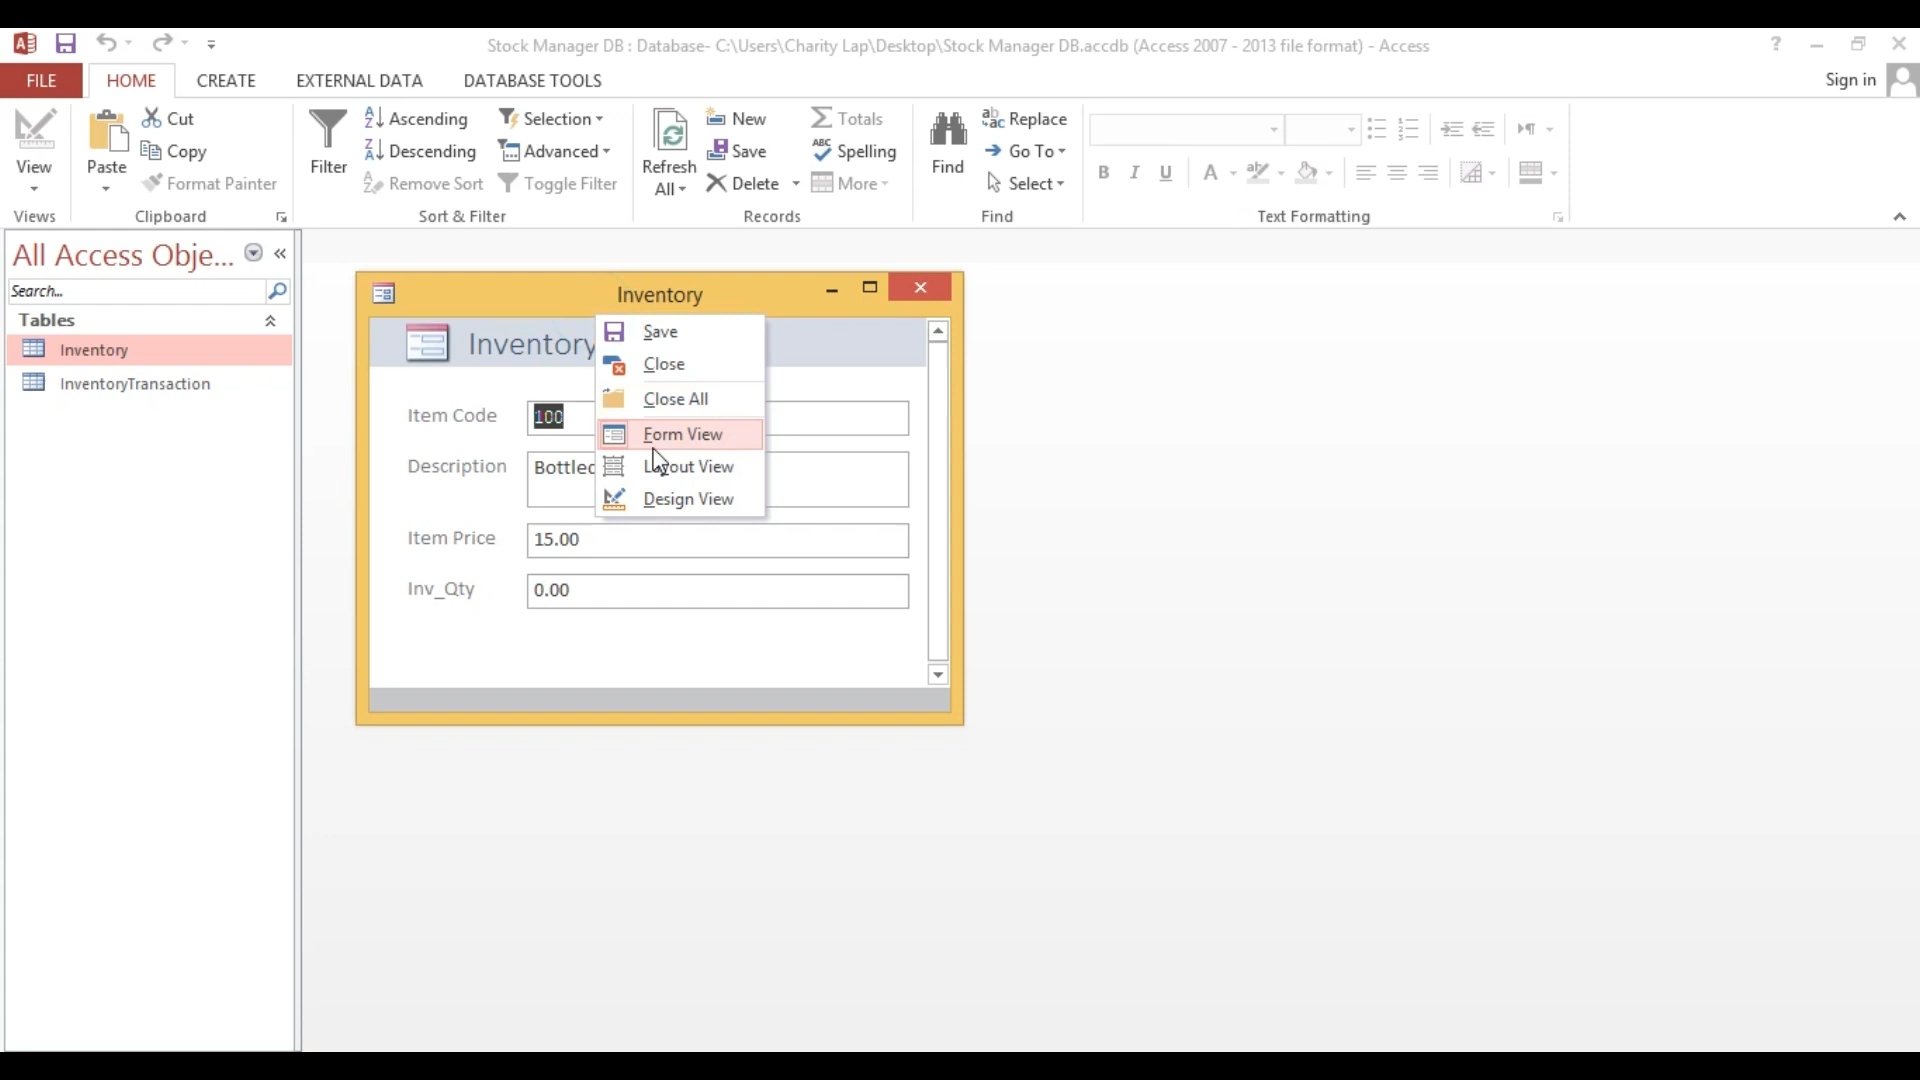 Stock Manager DB : Database- C:\Users\Charity Lap\Desktop\Stock Manager DB.accdb (Access 2007 - 2013 file format) - Access
?
FILE HOME CREATE EXTERNAL DATA DATABASE TOOLS
Sign in
View
Views
Paste
Cut
Copy
Format Painter
Clipboard
Filter
Ascending
Descending
Remove Sort
Selection
Advanced
Toggle Filter
Sort & Filter
Refresh
All
New
Save
Delete
Totals
Spelling
More
Records
Find
Replace
Go To
Select
Find
B I U A
Text Formatting
All Access Obje...
Search...
Tables
Inventory
InventoryTransaction
Inventory
Inventory
Save
Close
Close All
Form View
Layout View
Design View
Item Code 100
Description
Item Price 15.00
Inv_Qty 0.00